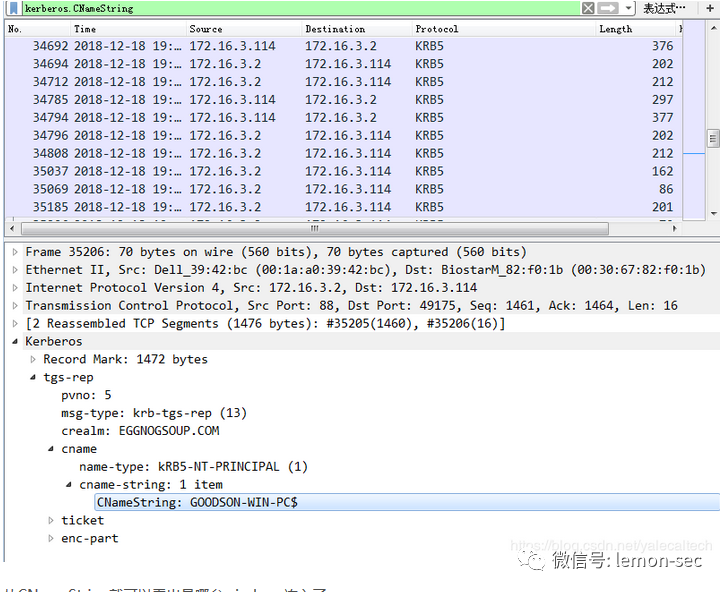 kerberos.CNameString 表达式… +
No. Time Source Destination Protocol Length
34692 2018-12-18 19:… 172.16.3.114 172.16.3.2 KRB5 376
34694 2018-12-18 19:… 172.16.3.2 172.16.3.114 KRB5 202
34712 2018-12-18 19:… 172.16.3.2 172.16.3.114 KRB5 212
34785 2018-12-18 19:… 172.16.3.114 172.16.3.2 KRB5 297
34794 2018-12-18 19:… 172.16.3.114 172.16.3.2 KRB5 377
34796 2018-12-18 19:… 172.16.3.2 172.16.3.114 KRB5 202
34808 2018-12-18 19:… 172.16.3.2 172.16.3.114 KRB5 212
35037 2018-12-18 19:… 172.16.3.2 172.16.3.114 KRB5 162
35069 2018-12-18 19:… 172.16.3.2 172.16.3.114 KRB5 86
35185 2018-12-18 19:… 172.16.3.2 172.16.3.114 KRB5 201
Frame 35206: 70 bytes on wire (560 bits), 70 bytes captured (560 bits)
Ethernet II, Src: Dell_39:42:bc (00:1a:a0:39:42:bc), Dst: BiostarM_82:f0:1b (00:30:67:82:f0:1b)
Internet Protocol Version 4, Src: 172.16.3.2, Dst: 172.16.3.114
Transmission Control Protocol, Src Port: 88, Dst Port: 49175, Seq: 1461, Ack: 1464, Len: 16
[2 Reassembled TCP Segments (1476 bytes): #35205(1460), #35206(16)]
Kerberos
Record Mark: 1472 bytes
tgs-rep
pvno: 5
msg-type: krb-tgs-rep (13)
crealm: EGGNOGSOUP.COM
cname
name-type: kRB5-NT-PRINCIPAL (1)
cname-string: 1 item
CNameString: GOODSON-WIN-PC$
ticket
enc-part
https://blog.csdn.net/yalecaltech
微信号: lemon-sec